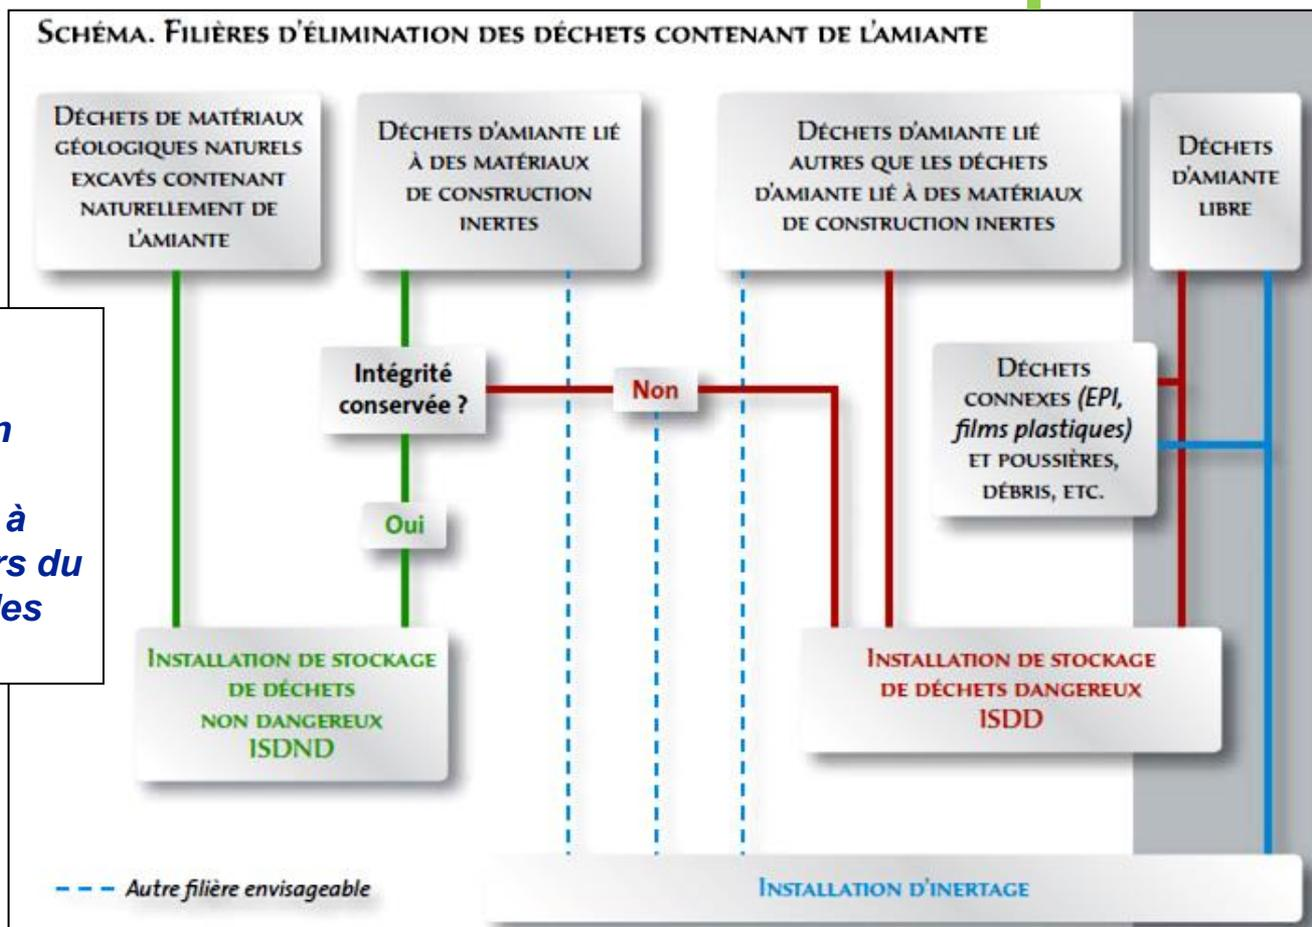 SCHÉMA. FILIÈRES D'ÉLIMINATION DES DÉCHETS CONTENANT DE L'AMIANTE
DÉCHETS DE MATÉRIAUX
GÉOLOGIQUES NATURELS
EXCAVÉS CONTENANT
NATURELLEMENT DE
L'AMIANTE
DÉCHETS D'AMIANTE LIÉ
À DES MATÉRIAUX
DE CONSTRUCTION
INERTES
DÉCHETS D'AMIANTE LIÉ
AUTRES QUE LES DÉCHETS
D'AMIANTE LIÉ À DES MATÉRIAUX
DE CONSTRUCTION INERTES
DÉCHETS
D'AMIANTE
LIBRE
à
du
Intégrité
conservée ?
Non
DÉCHETS
CONNEXES (EPI,
films plastiques)
ET POUSSIÈRES,
DÉBRIS, ETC.
Oui
INSTALLATION DE STOCKAGE
DE DÉCHETS
NON DANGEREUX
ISDND
INSTALLATION DE STOCKAGE
DE DÉCHETS DANGEREUX
ISDD
Autre filière envisageable
INSTALLATION D'INERTAGE